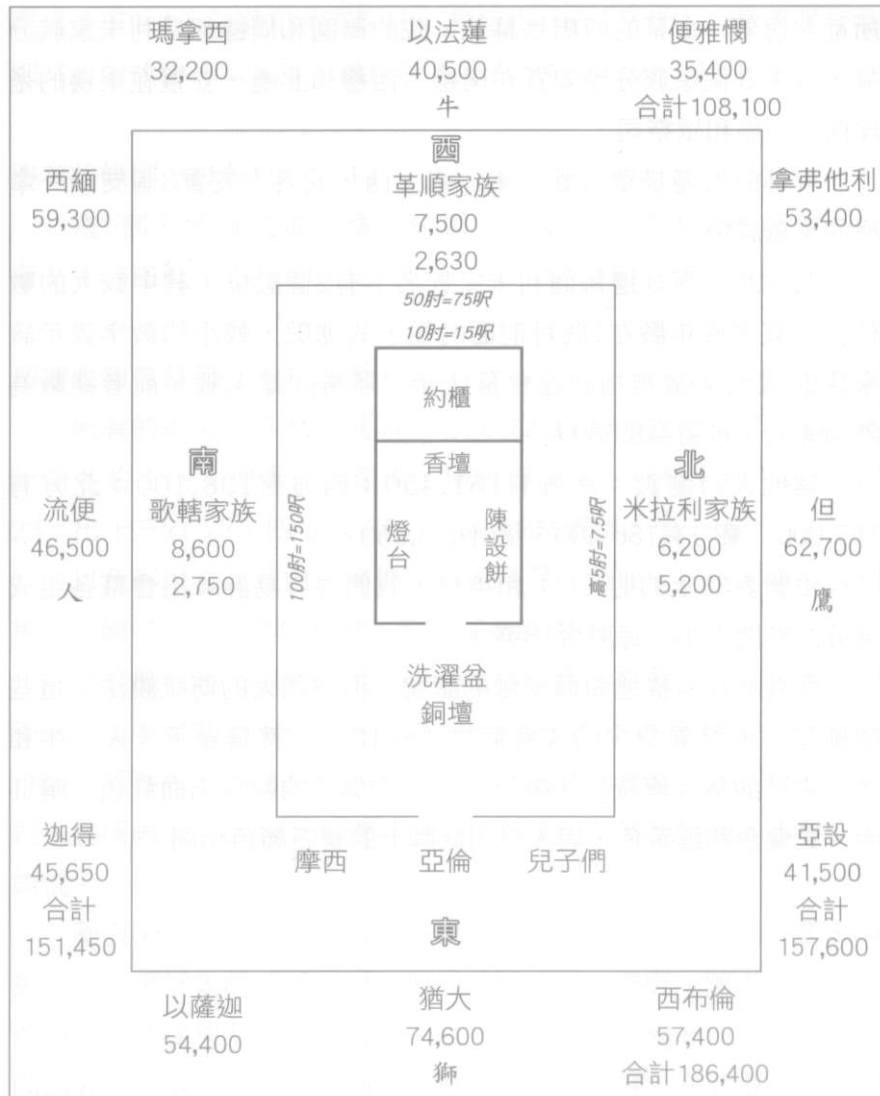 瑪拿西 以法蓮 便雅憫
32,200 40,500 35,400
牛 合計108,100
西
西緬 革順家族 拿弗他利
59,300 7,500 53,400
2,630
50肘=75呎
10肘=15呎
約櫃
南 香壇 北
流便 歌轄家族 100肘=150呎 燈台 陳設餅 高5肘=7.5呎 米拉利家族 但
46,500 8,600 6,200 62,700
人 2,750 5,200 鷹
洗濯盆
銅壇
迦得 摩西 亞倫 兒子們 亞設
45,650 41,500
合計 合計
151,450 東 157,600
以薩迦 猶大 西布倫
54,400 74,600 57,400
獅 合計186,400